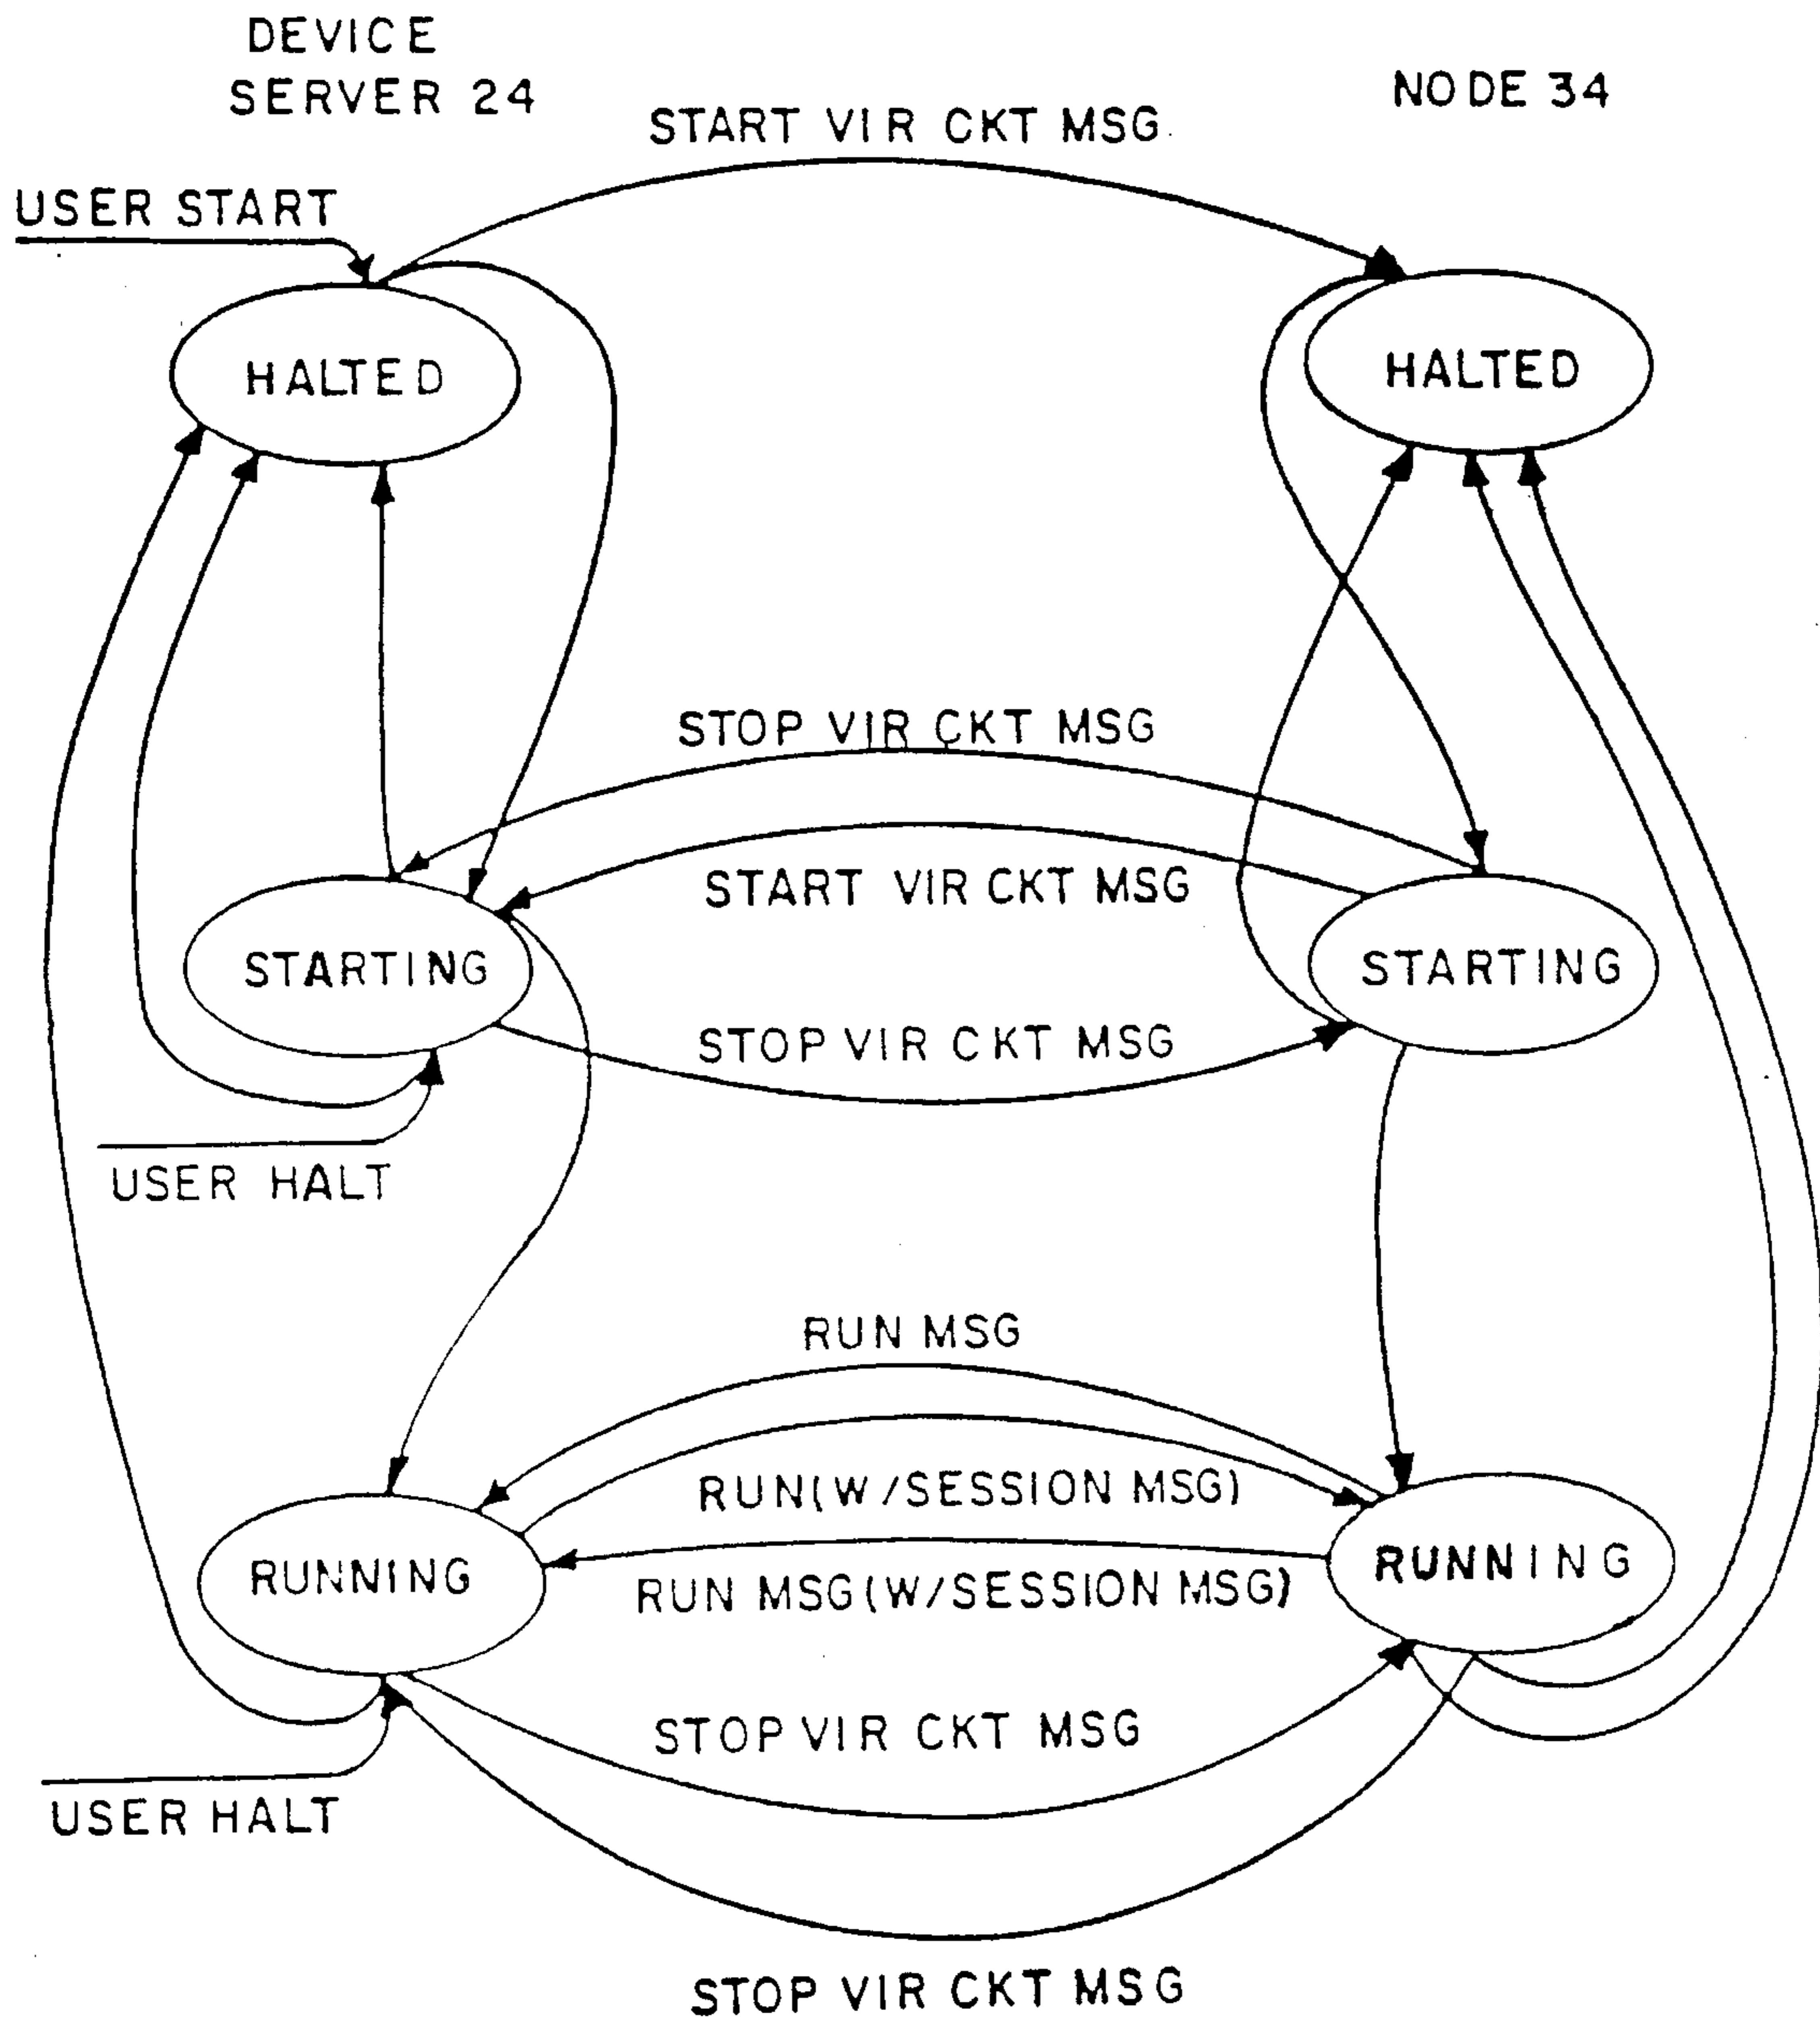 DEVICE
SERVER 24
NODE 34
START VIR CKT MSG
USER START
HALTED
HALTED
STOP VIR CKT MSG
START VIR CKT MSG
STARTING
STARTING
STOP VIR CKT MSG
USER HALT
RUN MSG
RUN(W/SESSION MSG)
RUNNING
RUNNING
RUN MSG(W/SESSION MSG)
STOP VIR CKT MSG
USER HALT
STOP VIR CKT MSG